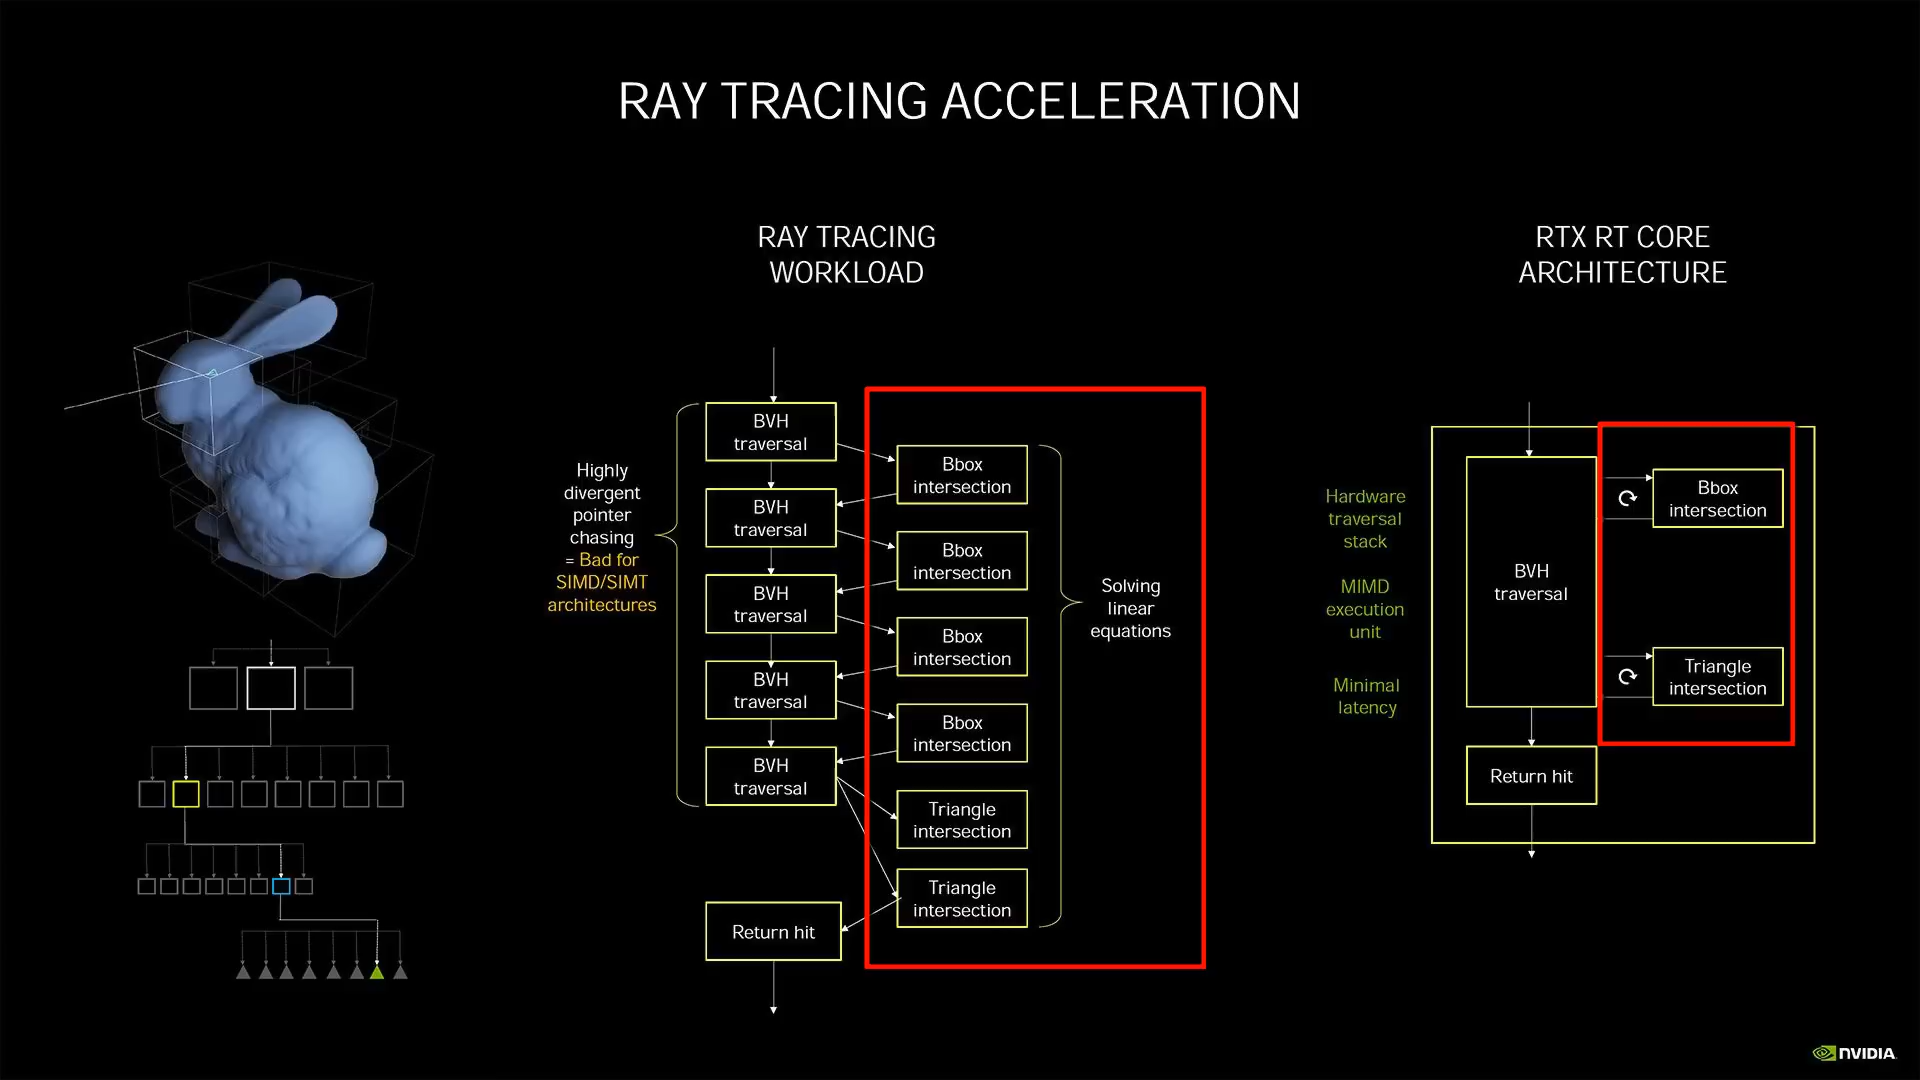 RAY TRACING ACCELERATION
RAY TRACING
WORKLOAD
Highly
divergent
pointer
chasing
= Bad for
SIMD/SIMT
architectures
BVH
traversal
BVH
traversal
BVH
traversal
BVH
traversal
BVH
traversal
Return hit
Bbox
intersection
Bbox
intersection
Bbox
intersection
Bbox
intersection
Triangle
intersection
Triangle
intersection
Solving
linear
equations
RTX RT CORE
ARCHITECTURE
Hardware
traversal
stack
MIMD
execution
unit
Minimal
latency
BVH
traversal
Bbox
intersection
Triangle
intersection
Return hit
NVIDIA